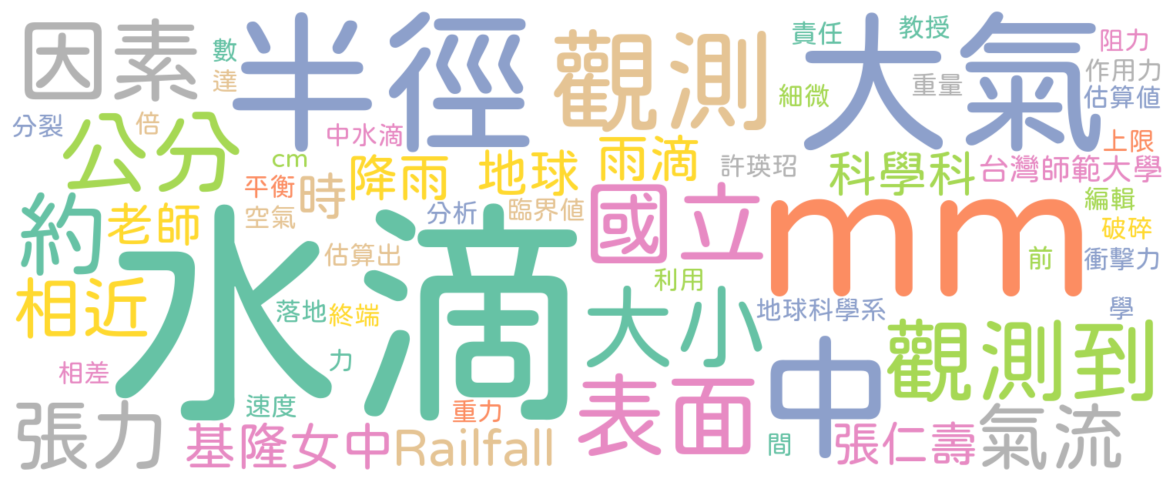 因素
數
達
半徑
觀測
大氣
責任
教授
阻力
作用力
重量
估算値
細微
分裂
公分
倍
中水滴
cm
降雨
地球
雨滴
許瑛玿
科學科
上限
台灣師範大學
平衡
時
空氣
約
老師
分析
臨界値
國立
mm
編輯
破碎
前
衝擊力
水滴
估算出
利用
相近
落地
終端
大小
地球科學系
學
力
中
觀測到
相差
速度
重力
表面
張力
基隆女中
Railfall
間
張仁壽
氣流